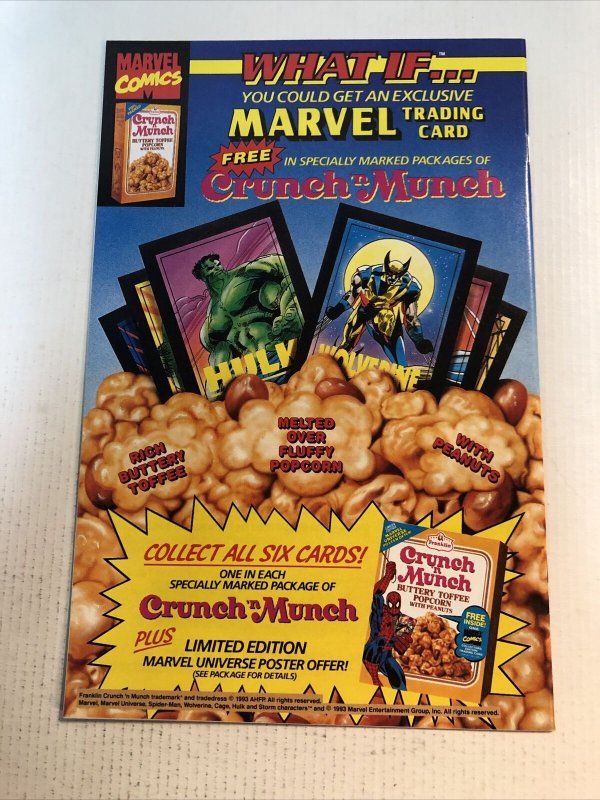 MARVEL
COMICS
WHAT IF...™
YOU COULD GET AN EXCLUSIVE
MARVEL TRADING CARD
FREE IN SPECIALLY MARKED PACKAGES OF
Crunch 'n Munch
Crunch
'n
Munch
BUTTERY TOFFEE
POPCORN
WITH PEANUTS
HULK
WOLVERINE
RICH
BUTTERY
TOFFEE
MELTED
OVER
FLUFFY
POPCORN
WITH
PEANUTS
COLLECT ALL SIX CARDS!
ONE IN EACH
SPECIALLY MARKED PACKAGE OF
Crunch 'n Munch
PLUS LIMITED EDITION
MARVEL UNIVERSE POSTER OFFER!
(SEE PACKAGE FOR DETAILS)
Franklin
Crunch
'n
Munch
BUTTERY TOFFEE
POPCORN
WITH PEANUTS
FREE
INSIDE!
COMICS
Franklin Crunch 'n Munch trademark* and tradedress © 1993 AHFP. All rights reserved.
Marvel, Marvel Universe, Spider-Man, Wolverine, Cage, Hulk and Storm characters™ and © 1993 Marvel Entertainment Group, Inc. All rights reserved.